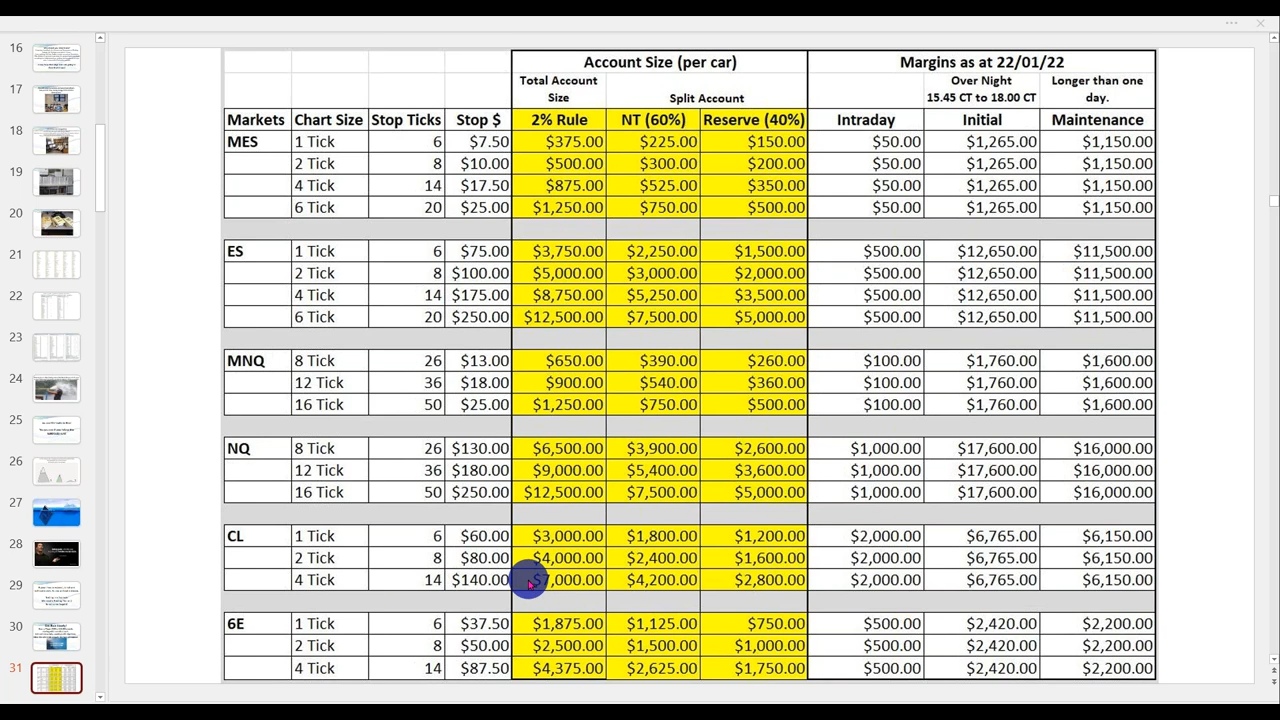 16
17
18
19
20
21
22
23
24
25
26
27
28
29
30
31
Account Size (per car) Margins as at 22/01/22
Total Account Size Split Account Over Night 15.45 CT to 18.00 CT Longer than one day.
Markets Chart Size Stop Ticks Stop $ 2% Rule NT (60%) Reserve (40%) Intraday Initial Maintenance
MES 1 Tick 6 $7.50 $375.00 $225.00 $150.00 $50.00 $1,265.00 $1,150.00
2 Tick 8 $10.00 $500.00 $300.00 $200.00 $50.00 $1,265.00 $1,150.00
4 Tick 14 $17.50 $875.00 $525.00 $350.00 $50.00 $1,265.00 $1,150.00
6 Tick 20 $25.00 $1,250.00 $750.00 $500.00 $50.00 $1,265.00 $1,150.00
ES 1 Tick 6 $75.00 $3,750.00 $2,250.00 $1,500.00 $500.00 $12,650.00 $11,500.00
2 Tick 8 $100.00 $5,000.00 $3,000.00 $2,000.00 $500.00 $12,650.00 $11,500.00
4 Tick 14 $175.00 $8,750.00 $5,250.00 $3,500.00 $500.00 $12,650.00 $11,500.00
6 Tick 20 $250.00 $12,500.00 $7,500.00 $5,000.00 $500.00 $12,650.00 $11,500.00
MNQ 8 Tick 26 $13.00 $650.00 $390.00 $260.00 $100.00 $1,760.00 $1,600.00
12 Tick 36 $18.00 $900.00 $540.00 $360.00 $100.00 $1,760.00 $1,600.00
16 Tick 50 $25.00 $1,250.00 $750.00 $500.00 $100.00 $1,760.00 $1,600.00
NQ 8 Tick 26 $130.00 $6,500.00 $3,900.00 $2,600.00 $1,000.00 $17,600.00 $16,000.00
12 Tick 36 $180.00 $9,000.00 $5,400.00 $3,600.00 $1,000.00 $17,600.00 $16,000.00
16 Tick 50 $250.00 $12,500.00 $7,500.00 $5,000.00 $1,000.00 $17,600.00 $16,000.00
CL 1 Tick 6 $60.00 $3,000.00 $1,800.00 $1,200.00 $2,000.00 $6,765.00 $6,150.00
2 Tick 8 $80.00 $4,000.00 $2,400.00 $1,600.00 $2,000.00 $6,765.00 $6,150.00
4 Tick 14 $140.00 $7,000.00 $4,200.00 $2,800.00 $2,000.00 $6,765.00 $6,150.00
6E 1 Tick 6 $37.50 $1,875.00 $1,125.00 $750.00 $500.00 $2,420.00 $2,200.00
2 Tick 8 $50.00 $2,500.00 $1,500.00 $1,000.00 $500.00 $2,420.00 $2,200.00
4 Tick 14 $87.50 $4,375.00 $2,625.00 $1,750.00 $500.00 $2,420.00 $2,200.00